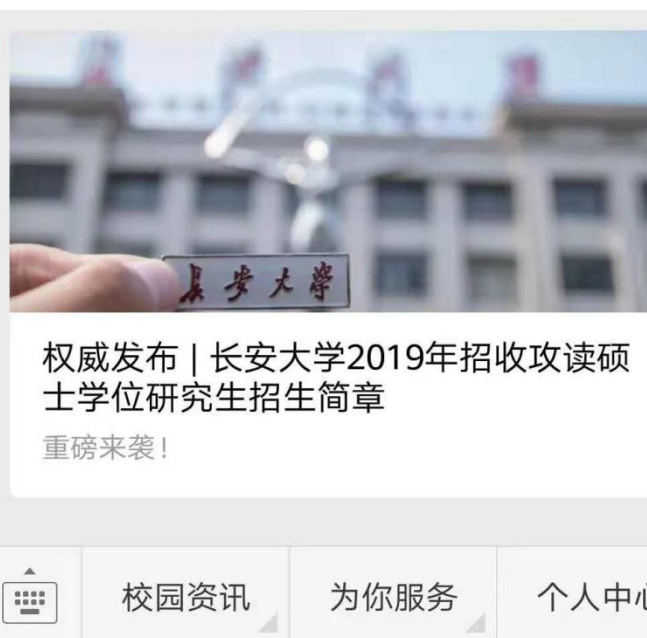 长安大学
权威发布 | 长安大学2019年招收攻读硕
士学位研究生招生简章
重磅来袭!
校园资讯
为你服务
个人中